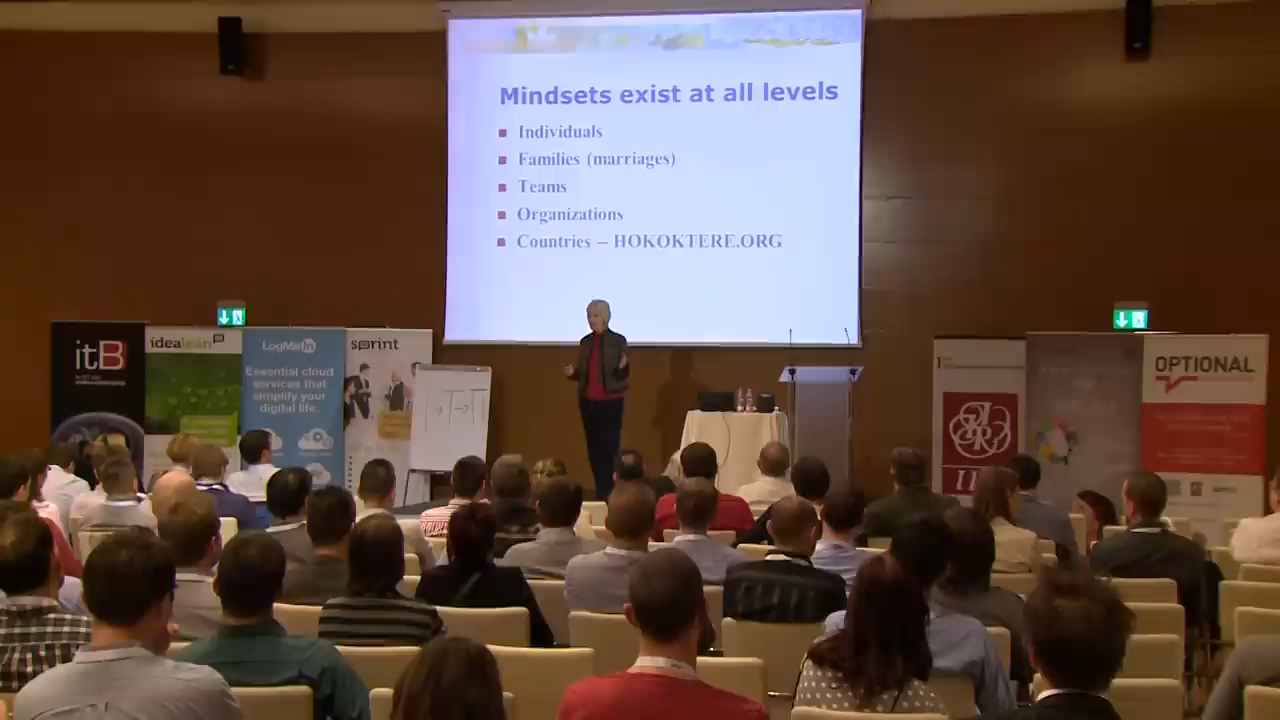 Mindsets exist at all levels
Individuals
Families (marriages)
Teams
Organizations
Countries – HOKOKTERE.ORG
itB
idealean
LogMeIn
Essential cloud
services that
simplify your
digital life.
sprint
OPTIONAL